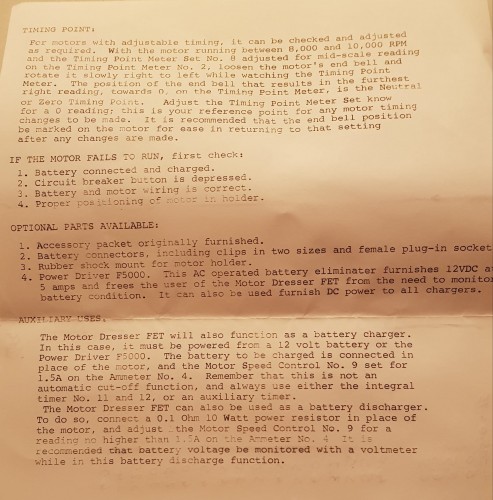 TIMING POINT:
For motors with adjustable timing, it can be checked and adjusted
as required. With the motor running between 8,000 and 10,000 RPM
and the Timing Point Meter Set No. 8 adjusted for mid-scale reading
on the Timing Point Meter No. 2, loosen the motor's end bell and
rotate it slowly right to left while watching the Timing Point
Meter. The position of the end bell that results in the furthest
right reading, towards 0, on the Timing Point Meter, is the Neutral
or Zero Timing Point. Adjust the Timing Point Meter Set know
for a 0 reading; this is your reference point for any motor timing
changes to be made. It is recommended that the end bell position
be marked on the motor for ease in returning to that setting
after any changes are made.
IF THE MOTOR FAILS TO RUN, first check:
1. Battery connected and charged.
2. Circuit breaker button is depressed.
3. Battery and motor wiring is correct.
4. Proper positioning of motor in holder.
OPTIONAL PARTS AVAILABLE:
1. Accessory packet originally furnished.
2. Battery connectors, including clips in two sizes and female plug-in socket
3. Rubber shock mount for motor holder.
4. Power Driver F5000. This AC operated battery eliminater furnishes 12VDC at
5 amps and frees the user of the Motor Dresser FET from the need to monitor
battery condition. It can also be used furnish DC power to all chargers.
AUXILIARY USES.
The Motor Dresser FET will also function as a battery charger.
In this case, it must be powered from a 12 volt battery or the
Power Driver F5000. The battery to be charged is connected in
place of the motor, and the Motor Speed Control No. 9 set for
1.5A on the Ammeter No. 4. Remember that this is not an
automatic cut-off function, and always use either the integral
timer No. 11 and 12, or an auxiliary timer.
The Motor Dresser FET can also be used as a battery discharger.
To do so, connect a 0.1 Ohm 10 Watt power resistor in place of
the motor, and adjust the Motor Speed Control No. 9 for a
reading no higher than 1.5A on the Ammeter No. 4 It is
recommended that battery voltage be monitored with a voltmeter
while in this battery discharge function.